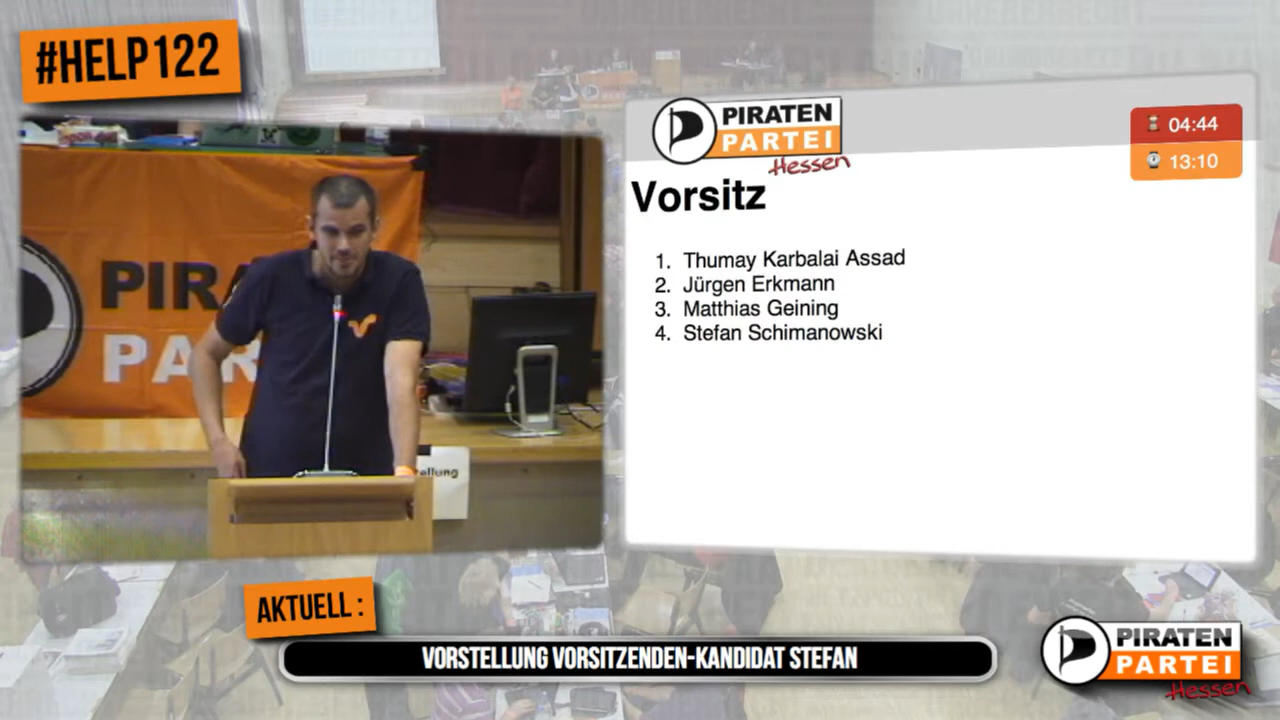 #HELP122
PIRATEN
PARTEI
Hessen
04:44
13:10
Vorsitz
1. Thumay Karbalai Assad
2. Jürgen Erkmann
3. Matthias Geining
4. Stefan Schimanowski
PIRA
PAR
ellung
AKTUELL :
VORSTELLUNG VORSITZENDEN-KANDIDAT STEFAN
PIRATEN
PARTEI
Hessen